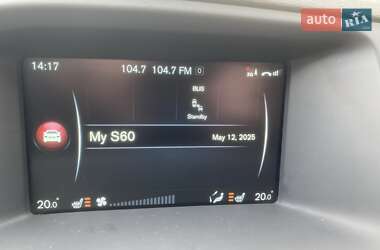 auto RIA
14:17 104.7 104.7 FM 0
BUS
Standby
My S60 May 12, 2025
20.0° 20.0°